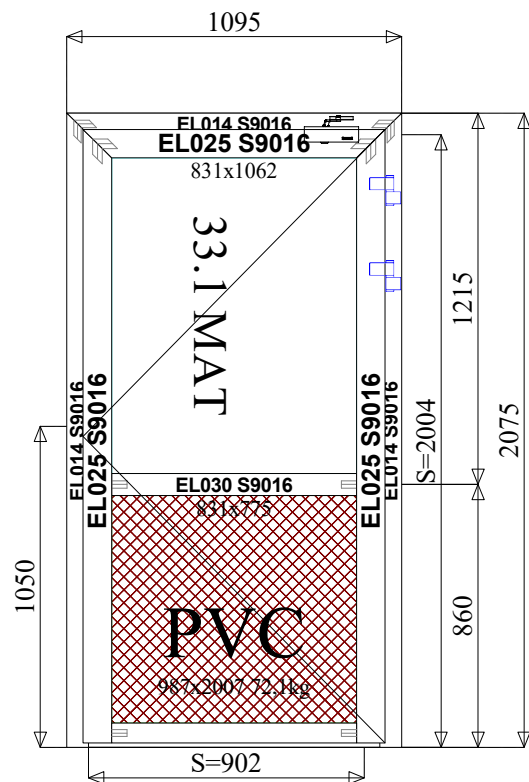 1095
EL014 S9016
EL025 S9016
831x1062
33.1 MAT
1215
2075
S=2004
EL014 S9016
EL025 S9016
EL025 S9016
EL014 S9016
EL030 S9016
831x775
1050
860
PVC
987x2007 72,1kg
S=902